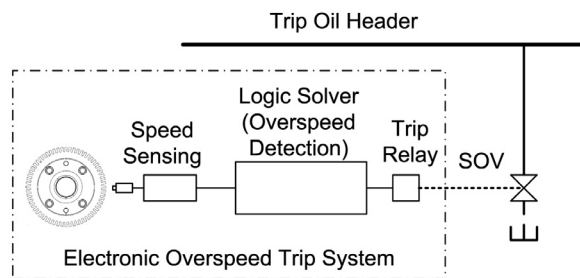 Trip Oil Header
Logic Solver
(Overspeed
Detection)
Speed
Sensing
Trip
Relay
SOV
Electronic Overspeed Trip System